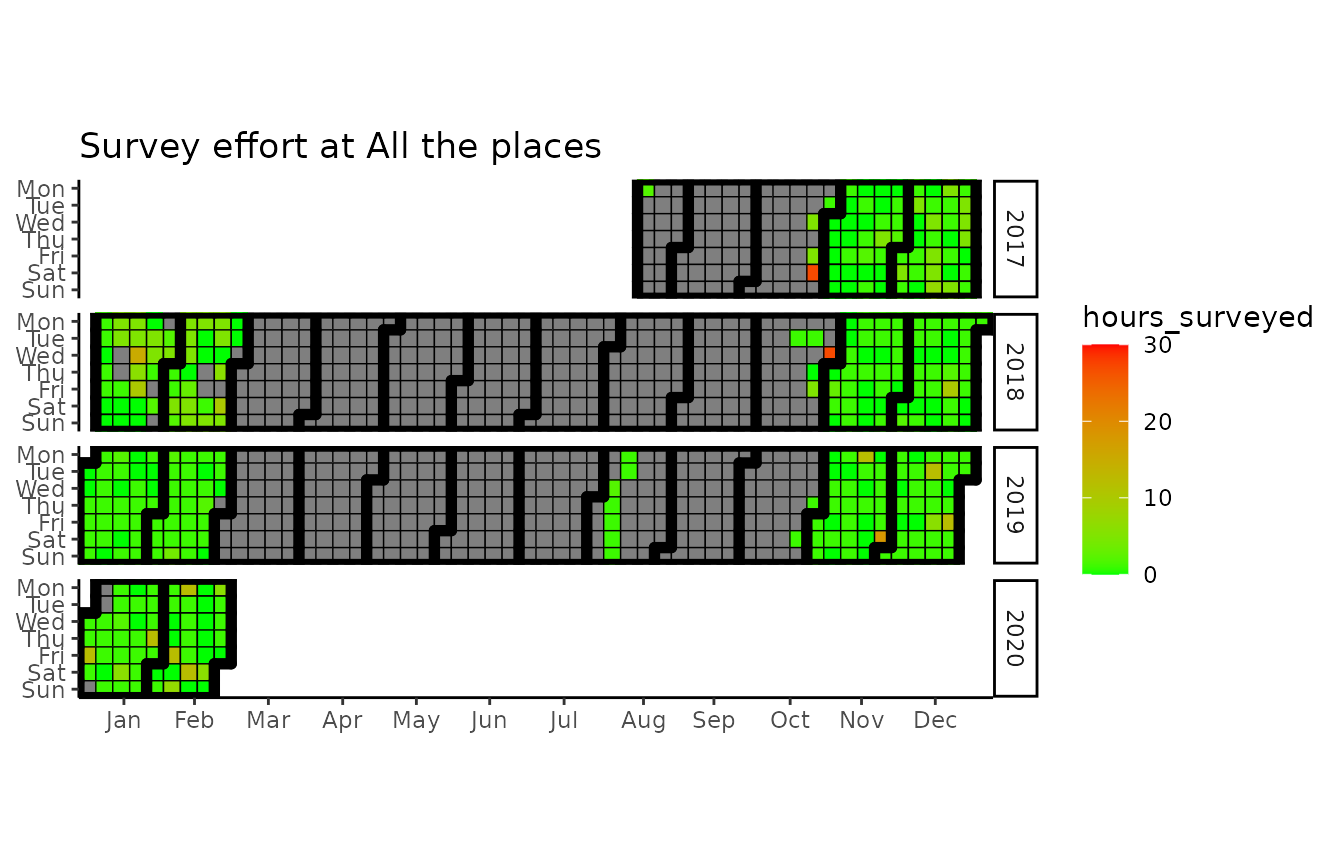 Survey effort at All the places
Mon
Tue
Wed
Thu
Fri
Sat
Sun
2017
Mon
Tue
Wed
Thu
Fri
Sat
Sun
2018
Mon
Tue
Wed
Thu
Fri
Sat
Sun
2019
Mon
Tue
Wed
Thu
Fri
Sat
Sun
2020
Jan Feb Mar Apr May Jun Jul Aug Sep Oct Nov Dec
hours_surveyed
30
20
10
0